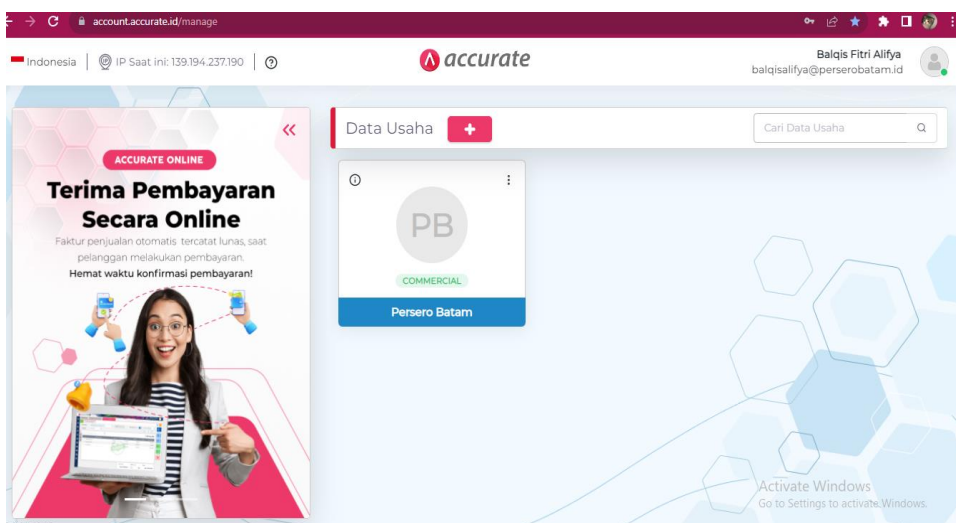 account.accurate.id/manage
Indonesia
IP Saat ini: 139.194.237.190
accurate
Balqis Fitri Alifya
balqisalifya@perserobatam.id
ACCURATE ONLINE
Terima Pembayaran
Secara Online
Faktur penjualan otomatis tercatat lunas, saat
pelanggan melakukan pembayaran.
Hemat waktu konfirmasi pembayaran!
Data Usaha
Cari Data Usaha
PB
COMMERCIAL
Persero Batam
Activate Windows
Go to Settings to activate Windows.